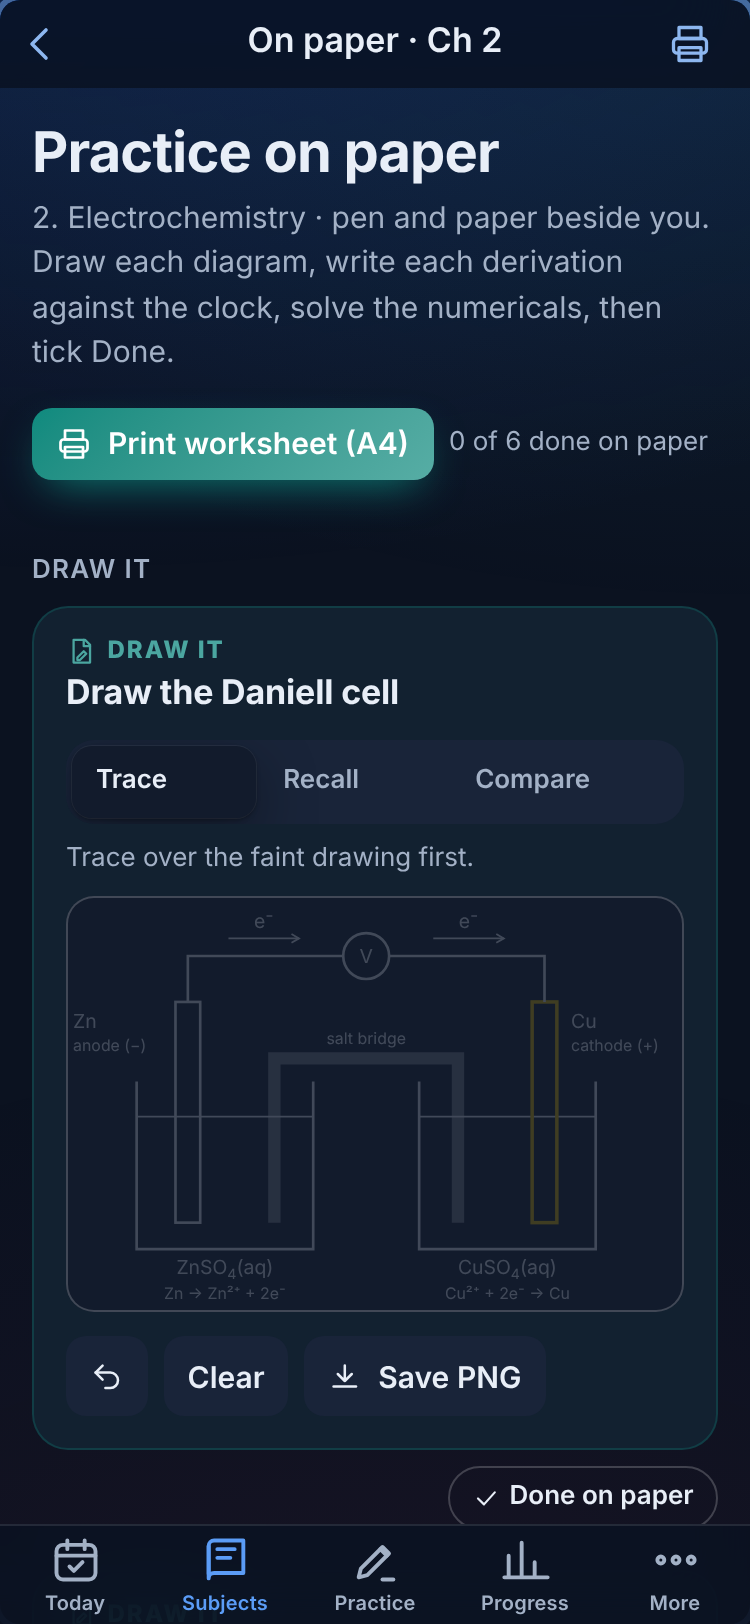 On paper · Ch 2
Practice on paper
2. Electrochemistry · pen and paper beside you.
Draw each diagram, write each derivation
against the clock, solve the numericals, then
tick Done.
Print worksheet (A4)
0 of 6 done on paper
DRAW IT
DRAW IT
Draw the Daniell cell
Trace
Recall
Compare
Trace over the faint drawing first.
e⁻
e⁻
V
Zn
anode (−)
salt bridge
Cu
cathode (+)
ZnSO₄(aq)
Zn → Zn²⁺ + 2e⁻
CuSO₄(aq)
Cu²⁺ + 2e⁻ → Cu
Clear
Save PNG
Done on paper
DRAW IT
Today
Subjects
Practice
Progress
More